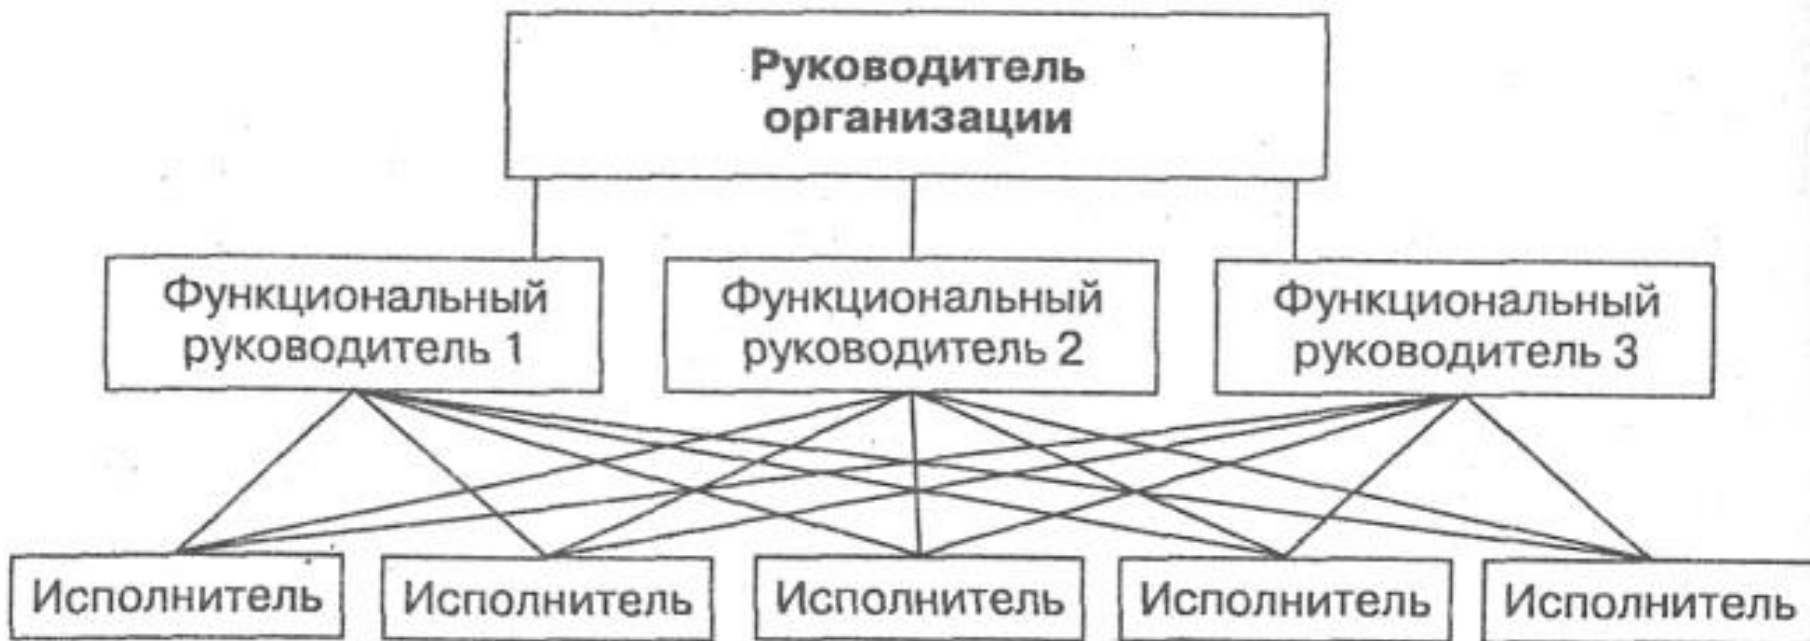 Руководитель
организации
Функциональный
руководитель 1
Функциональный
руководитель 2
Функциональный
руководитель 3
Исполнитель
Исполнитель
Исполнитель
Исполнитель
Исполнитель